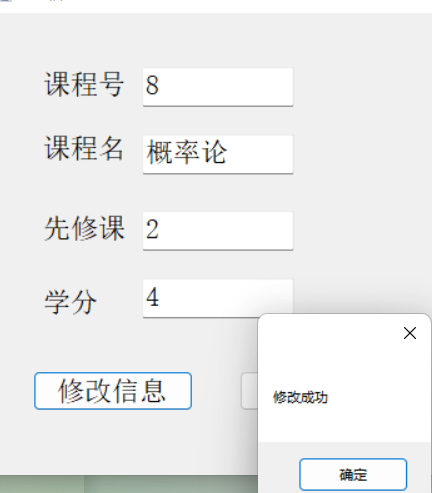 课程号 8
课程名 概率论
先修课 2
学分 4
修改信息
修改成功
确定